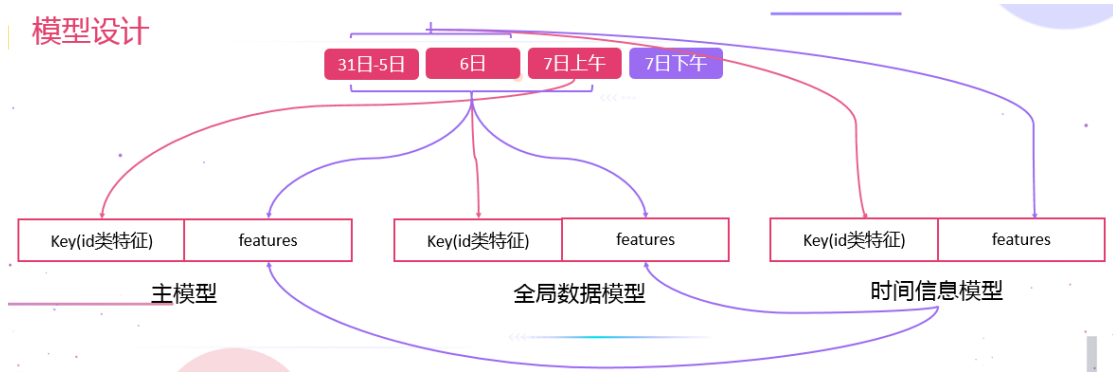 模型设计
31日-5日
6日
7日上午
7日下午
Key(id类特征)
features
Key(id类特征)
features
Key(id类特征)
features
主模型
全局数据模型
时间信息模型